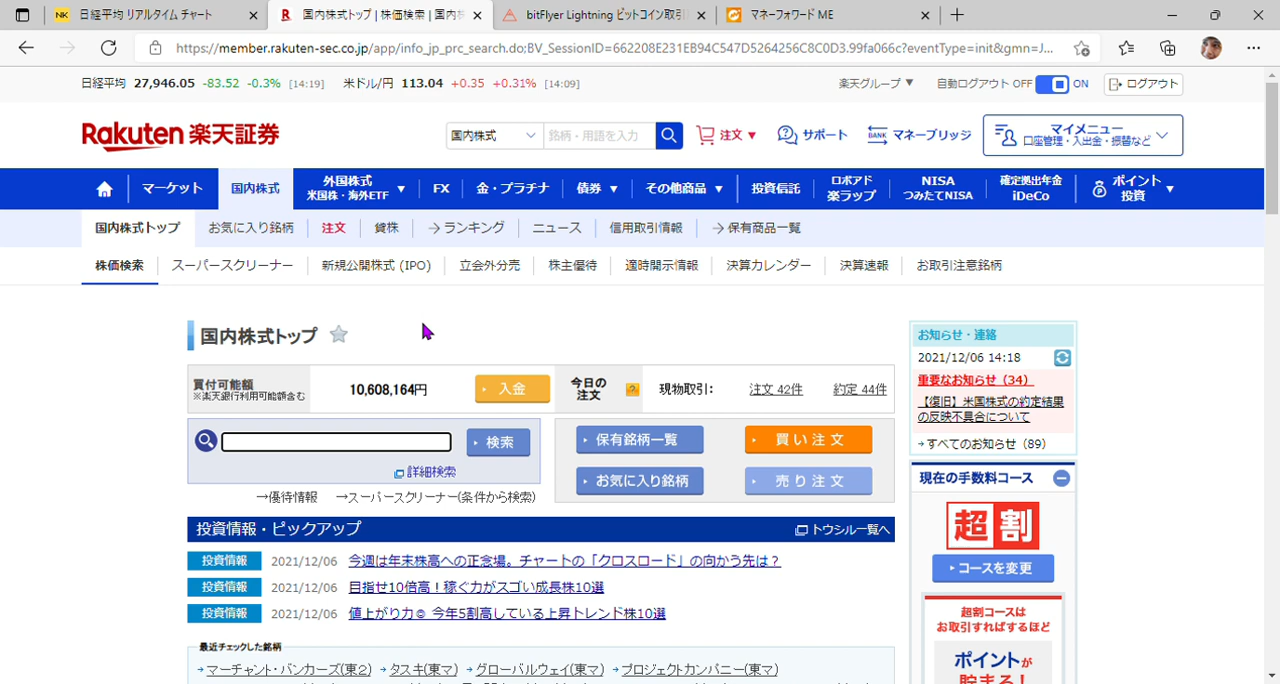 日経平均 リアルタイム チャート
国内株式トップ | 株価検索 | 国内株
bitFlyer Lightning ビットコイン取引
マネーフォワード ME
https://member.rakuten-sec.co.jp/app/info_jp_prc_search.do:BV_SessionID=662208E231EB94C547D5264256C8C0D3.99fa066c?eventType=init&gmn=J...
日経平均 27,946.05 -83.52 -0.3% [14:19] 米ドル/円 113.04 +0.35 +0.31% [14:09]
楽天グループ▼ 自動ログアウト OFF ON ログアウト
Rakuten 楽天証券
国内株式 銘柄・用語を入力 注文▼ サポート BANK マネーブリッジ
マイメニュー
口座管理・入出金・振替など
マーケット 国内株式
外国株式
米国株・海外ETF ▼
FX 金・プラチナ 債券 ▼ その他商品 ▼ 投資信託
ロボアド
楽ラップ
NISA
つみたてNISA
確定拠出年金
iDeCo
ポイント
投資 ▼
国内株式トップ お気に入り銘柄 注文 貸株 →ランキング ニュース 信用取引情報 →保有商品一覧
株価検索 スーパースクリーナー 新規公開株式 (IPO) 立会外分売 株主優待 適時開示情報 決算カレンダー 決算速報 お取引注意銘柄
国内株式トップ
買付可能額
※楽天銀行利用可能額含む
10,608,164円
入金
今日の
注文
?
現物取引: 注文 42件 約定 44件
検索
詳細検索
→優待情報 →スーパースクリーナー(条件から検索)
保有銘柄一覧 買い注文
お気に入り銘柄 売り注文
投資情報・ピックアップ トウシル一覧へ
投資情報 2021/12/06 今週は年末株高への正念場。チャートの「クロスロード」の向かう先は？
投資情報 2021/12/06 目指せ10倍高！稼ぐ力がスゴい成長株10選
投資情報 2021/12/06 値上がり力◎ 今年5割高している上昇トレンド株10選
最近チェックした銘柄
マーチャント・バンカーズ(東2) タスキ(東マ) グローバルウェイ(東マ) プロジェクトカンパニー(東マ)
お知らせ・連絡
2021/12/06 14:18
重要なお知らせ（34）
【復旧】米国株式の約定結果
の反映不具合について
すべてのお知らせ（89）
現在の手数料コース
超割
コースを変更
超割コースは
お取引すればするほど
ポイントが
貯まる！